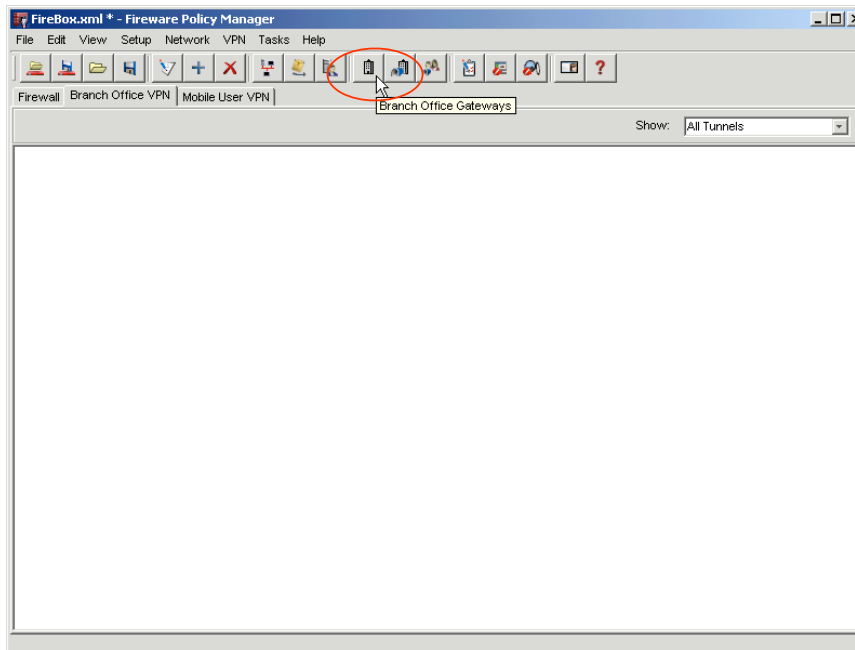 FireBox.xml * - Fireware Policy Manager
File Edit View Setup Network VPN Tasks Help
?
Branch Office Gateways
Firewall Branch Office VPN Mobile User VPN
Show: All Tunnels